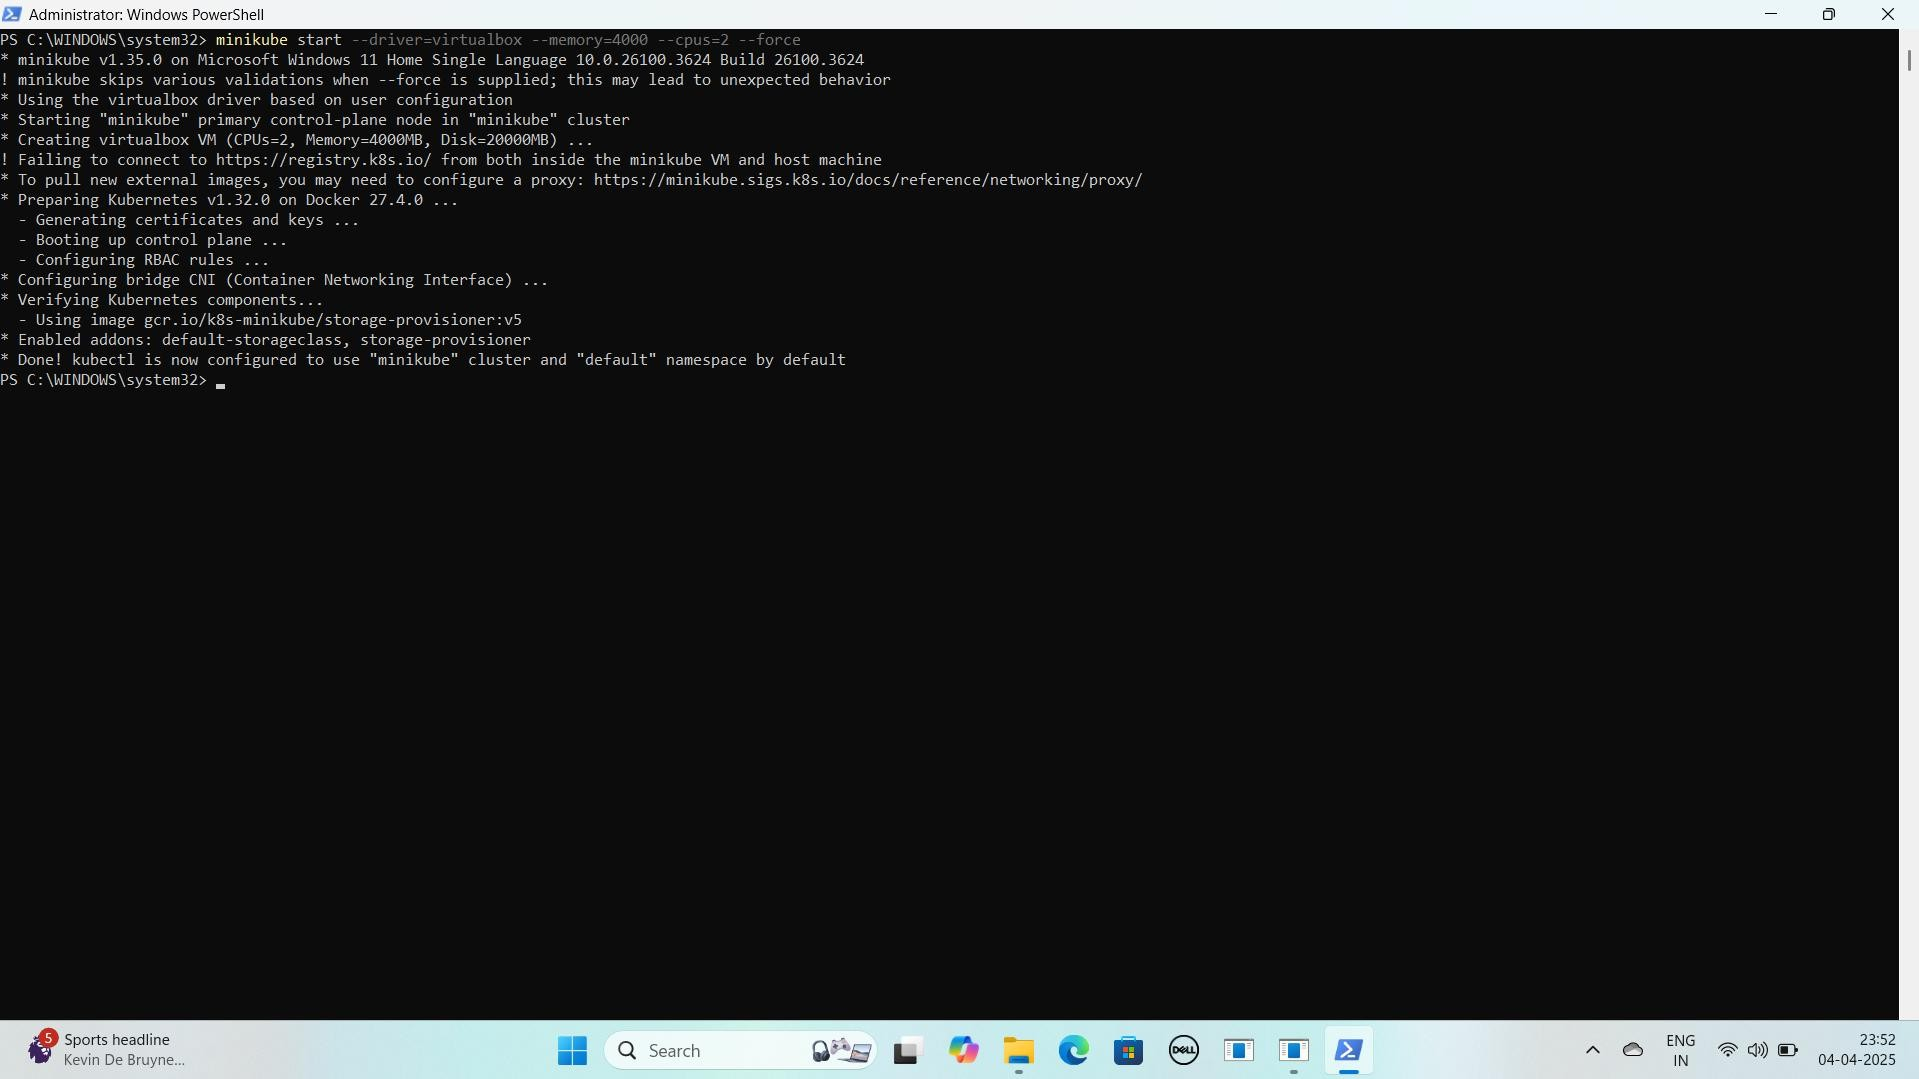 Administrator: Windows PowerShell
PS C:\WINDOWS\system32> minikube start --driver=virtualbox --memory=4000 --cpus=2 --force
* minikube v1.35.0 on Microsoft Windows 11 Home Single Language 10.0.26100.3624 Build 26100.3624
! minikube skips various validations when --force is supplied; this may lead to unexpected behavior
* Using the virtualbox driver based on user configuration
* Starting "minikube" primary control-plane node in "minikube" cluster
* Creating virtualbox VM (CPUs=2, Memory=4000MB, Disk=20000MB) ...
! Failing to connect to https://registry.k8s.io/ from both inside the minikube VM and host machine
* To pull new external images, you may need to configure a proxy: https://minikube.sigs.k8s.io/docs/reference/networking/proxy/
* Preparing Kubernetes v1.32.0 on Docker 27.4.0 ...
  - Generating certificates and keys ...
  - Booting up control plane ...
  - Configuring RBAC rules ...
* Configuring bridge CNI (Container Networking Interface) ...
* Verifying Kubernetes components...
  - Using image gcr.io/k8s-minikube/storage-provisioner:v5
* Enabled addons: default-storageclass, storage-provisioner
* Done! kubectl is now configured to use "minikube" cluster and "default" namespace by default
PS C:\WINDOWS\system32> _
5
Sports headline
Kevin De Bruyne...
Search
DELL
ENG
IN
23:52
04-04-2025